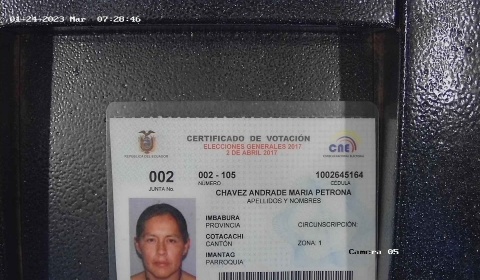 01-24-2023 Mar 07:28:46
CERTIFICADO DE VOTACIÓN
ELECCIONES GENERALES 2017
2 DE ABRIL 2017
REPÚBLICA DEL ECUADOR
CNE
002
JUNTA No.
002 - 105
NÚMERO
1002645164
CÉDULA
CHAVEZ ANDRADE MARIA PETRONA
APELLIDOS Y NOMBRES
IMBABURA
PROVINCIA
CIRCUNSCRIPCIÓN:
COTACACHI
CANTÓN
ZONA: 1
IMANTAG
PARROQUIA
Camera 05